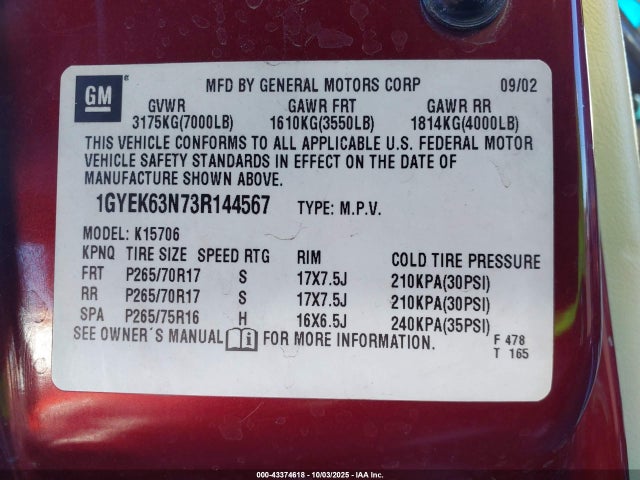 GM
MFD BY GENERAL MOTORS CORP 09/02
GVWR GAWR FRT GAWR RR
3175KG(7000LB) 1610KG(3550LB) 1814KG(4000LB)
THIS VEHICLE CONFORMS TO ALL APPLICABLE U.S. FEDERAL MOTOR
VEHICLE SAFETY STANDARDS IN EFFECT ON THE DATE OF
MANUFACTURE SHOWN ABOVE.
1GYEK63N73R144567 TYPE: M.P.V.
MODEL: K15706
KPNQ TIRE SIZE SPEED RTG RIM COLD TIRE PRESSURE
FRT P265/70R17 S 17X7.5J 210KPA(30PSI)
RR P265/70R17 S 17X7.5J 210KPA(30PSI)
SPA P265/75R16 H 16X6.5J 240KPA(35PSI)
SEE OWNER´S MANUAL FOR MORE INFORMATION.
F 478
T 165
000-43374618 - 10/03/2025 - IAA Inc.